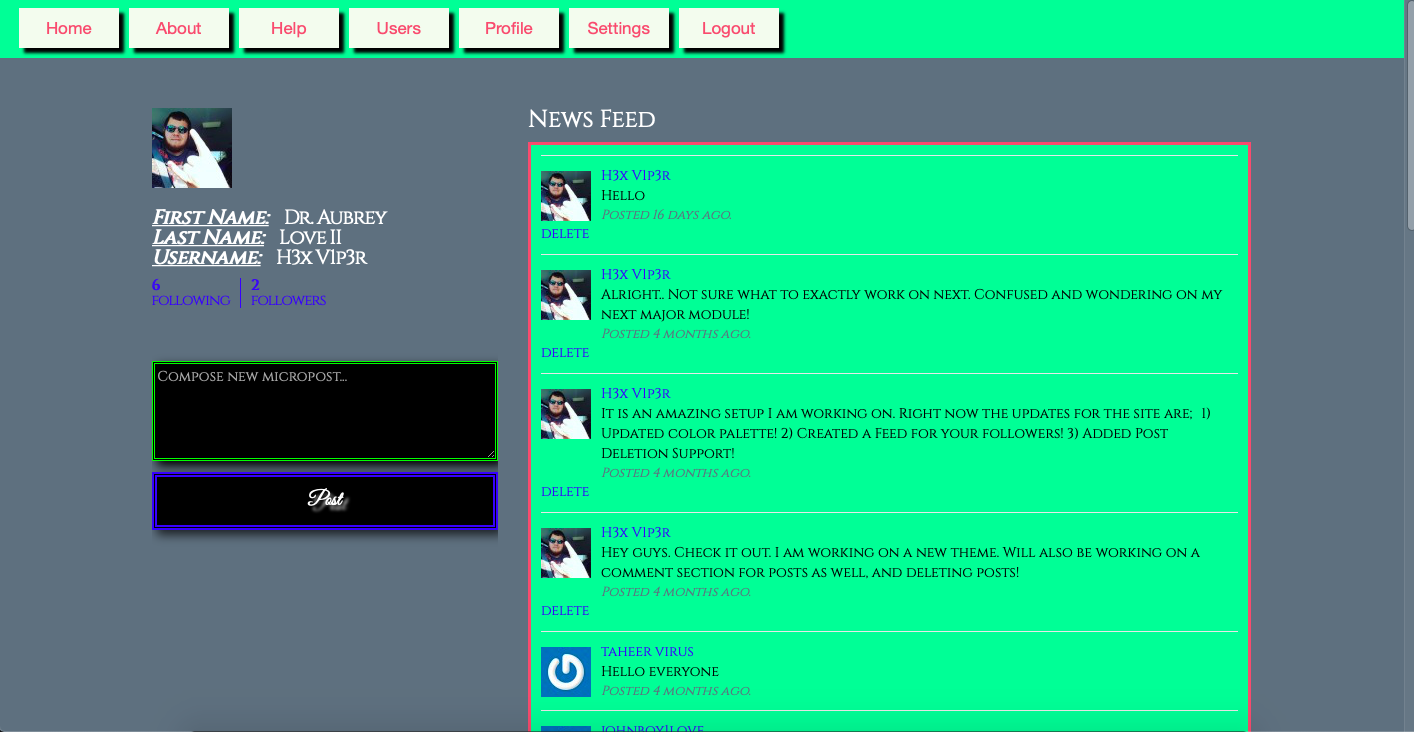 Home About Help Users Profile Settings Logout
News Feed
First Name: Dr. Aubrey
Last Name: Love II
Username: H3x V1p3r
6 following
2 followers
Compose new micropost...
Post
H3x V1p3r
Hello
Posted 16 days ago.
delete
H3x V1p3r
Alright.. Not sure what to exactly work on next. Confused and wondering on my
next major module!
Posted 4 months ago.
delete
H3x V1p3r
It is an amazing setup I am working on. Right now the updates for the site are; 1)
Updated color palette! 2) Created a Feed for your followers! 3) Added Post
Deletion Support!
Posted 4 months ago.
delete
H3x V1p3r
Hey guys. Check it out. I am working on a new theme. Will also be working on a
comment section for posts as well, and deleting posts!
Posted 4 months ago.
delete
taheer virus
Hello everyone
Posted 4 months ago.